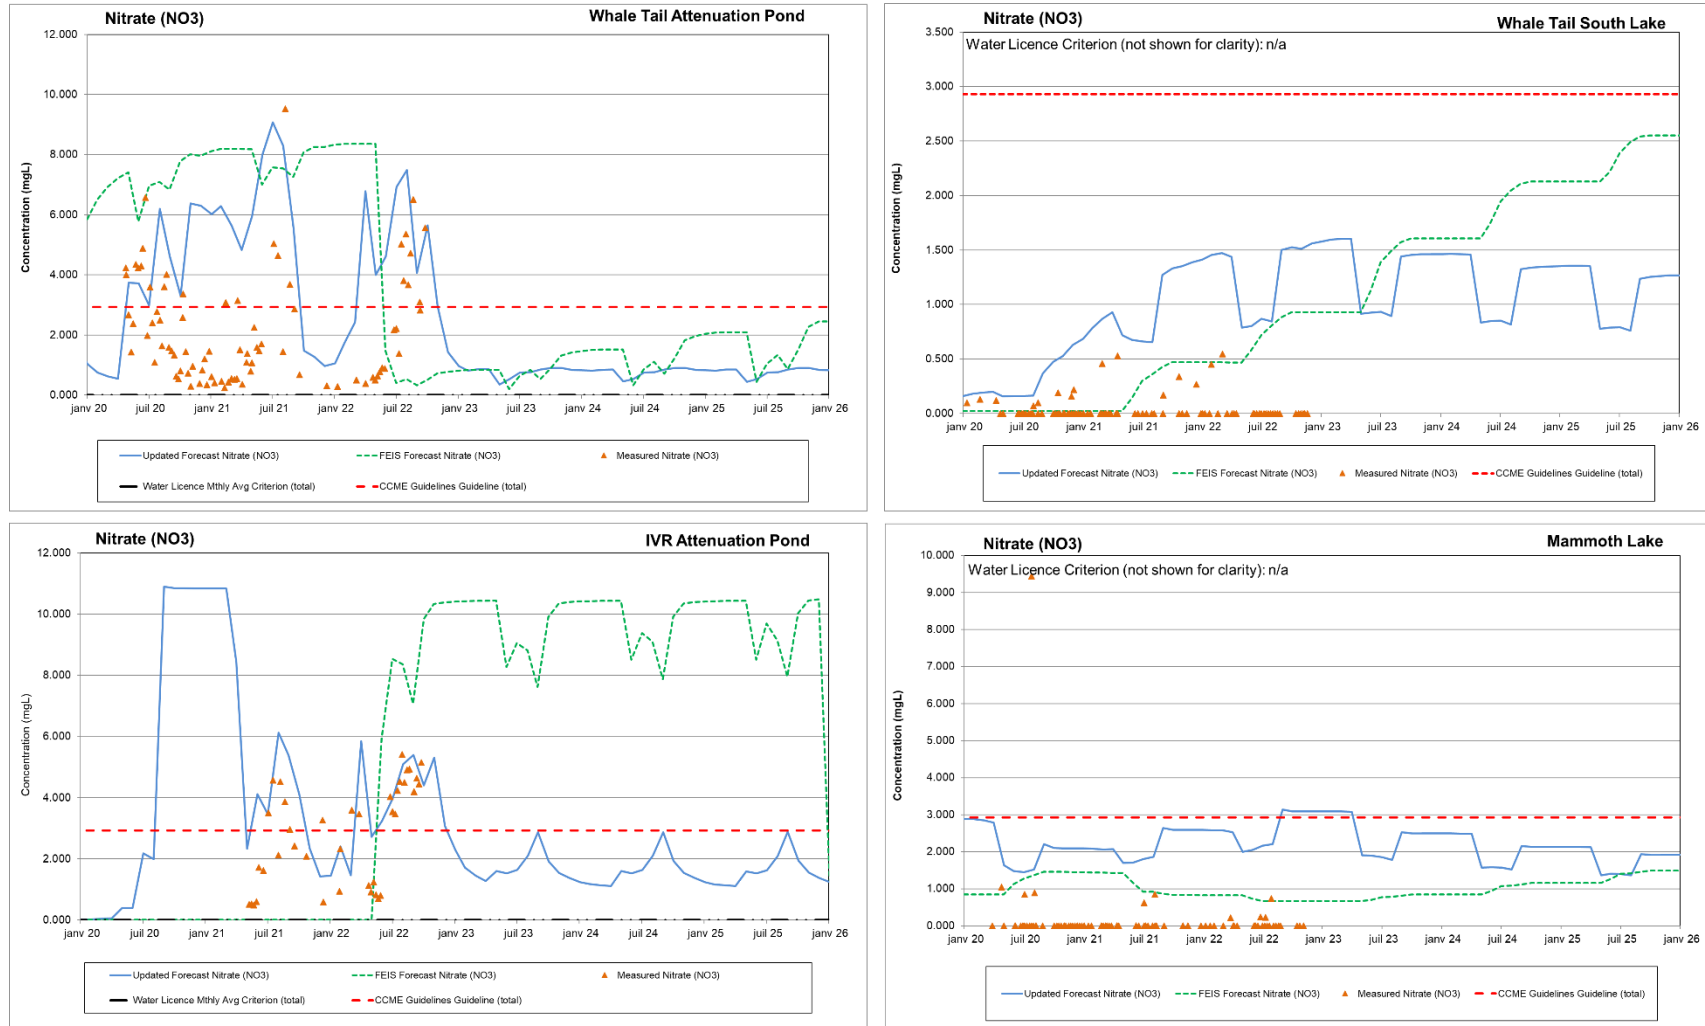 Nitrate (NO3)
Whale Tail Attenuation Pond
12.000
10.000
8.000
6.000
4.000
2.000
0.000
Concentration (mgL)
janv 20
juil 20
janv 21
juil 21
janv 22
juil 22
janv 23
juil 23
janv 24
juil 24
janv 25
juil 25
janv 26
Updated Forecast Nitrate (NO3)
FEIS Forecast Nitrate (NO3)
Measured Nitrate (NO3)
Water Licence Mthly Avg Criterion (total)
CCME Guidelines Guideline (total)
Nitrate (NO3)
Whale Tail South Lake
Water Licence Criterion (not shown for clarity): n/a
3.500
3.000
2.500
2.000
1.500
1.000
0.500
0.000
Concentration (mgL)
janv 20
juil 20
janv 21
juil 21
janv 22
juil 22
janv 23
juil 23
janv 24
juil 24
janv 25
juil 25
janv 26
Updated Forecast Nitrate (NO3)
FEIS Forecast Nitrate (NO3)
Measured Nitrate (NO3)
CCME Guidelines Guideline (total)
Nitrate (NO3)
IVR Attenuation Pond
12.000
10.000
8.000
6.000
4.000
2.000
0.000
Concentration (mgL)
janv 20
juil 20
janv 21
juil 21
janv 22
juil 22
janv 23
juil 23
janv 24
juil 24
janv 25
juil 25
janv 26
Updated Forecast Nitrate (NO3)
FEIS Forecast Nitrate (NO3)
Measured Nitrate (NO3)
Water Licence Mthly Avg Criterion (total)
CCME Guidelines Guideline (total)
Nitrate (NO3)
Mammoth Lake
Water Licence Criterion (not shown for clarity): n/a
10.000
9.000
8.000
7.000
6.000
5.000
4.000
3.000
2.000
1.000
0.000
Concentration (mgL)
janv 20
juil 20
janv 21
juil 21
janv 22
juil 22
janv 23
juil 23
janv 24
juil 24
janv 25
juil 25
janv 26
Updated Forecast Nitrate (NO3)
FEIS Forecast Nitrate (NO3)
Measured Nitrate (NO3)
CCME Guidelines Guideline (total)